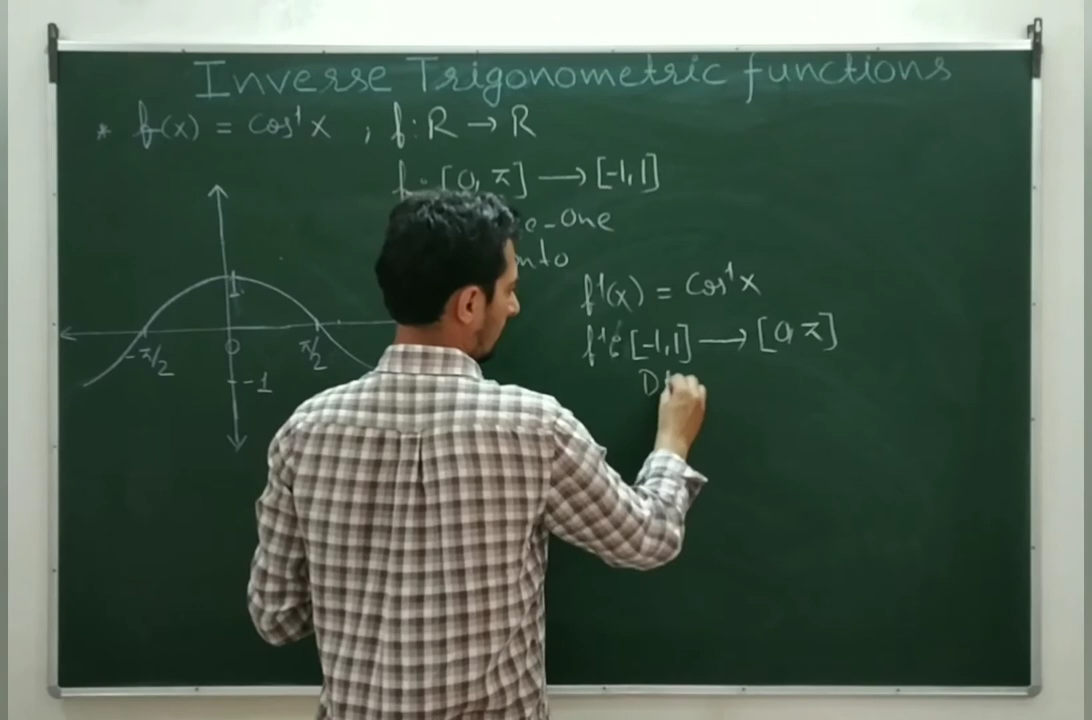 Inverse Trigonometric functions
* f(x) = cos⁻¹x , f: R → R
f: [0, π] → [-1,1]
e-One
onto
f⁻¹(x) = cos⁻¹x
f⁻¹: [-1,1] → [0, π]
D
1
-π/2
0
π/2
-1